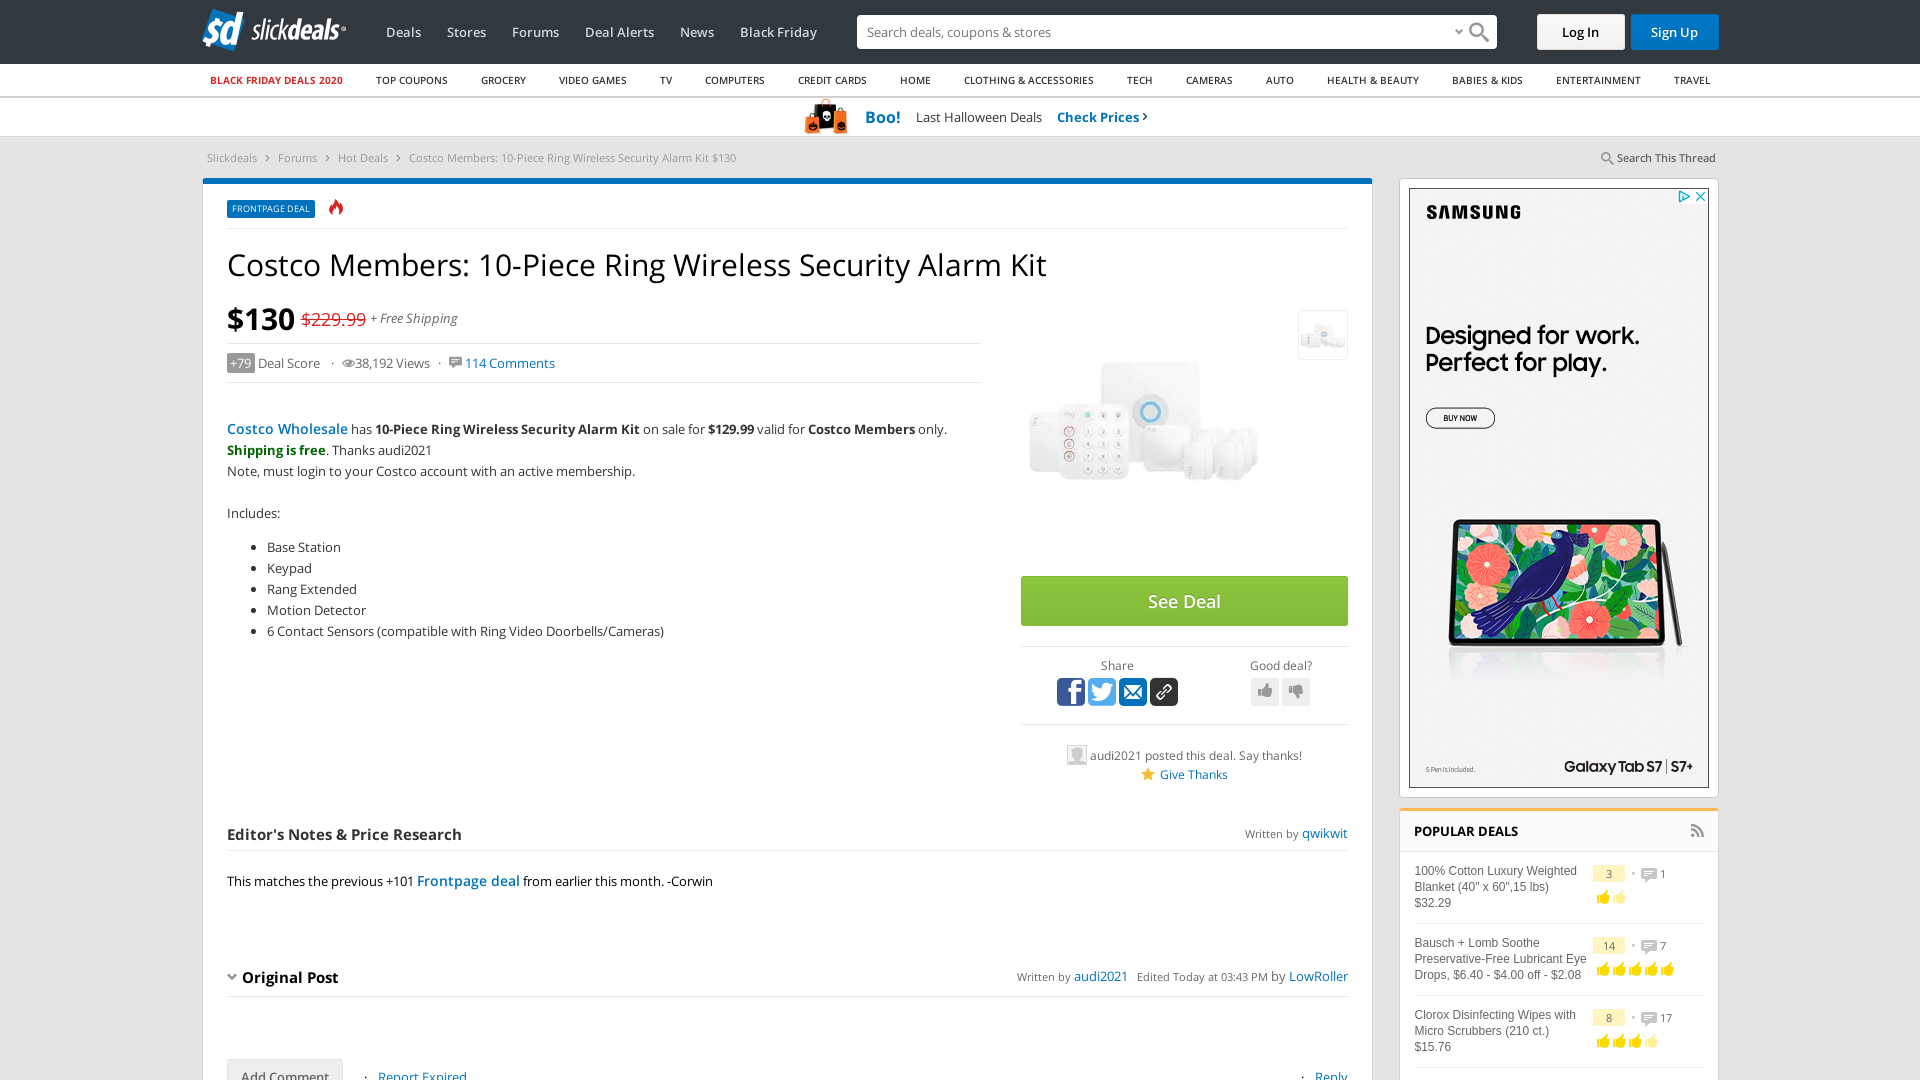 slickdeals
Deals
Stores
Forums
Deal Alerts
News
Black Friday
Search deals, coupons & stores
Log In
Sign Up
BLACK FRIDAY DEALS 2020
TOP COUPONS
GROCERY
VIDEO GAMES
TV
COMPUTERS
CREDIT CARDS
HOME
CLOTHING & ACCESSORIES
TECH
CAMERAS
AUTO
HEALTH & BEAUTY
BABIES & KIDS
ENTERTAINMENT
TRAVEL
Boo! Last Halloween Deals Check Prices
Slickdeals > Forums > Hot Deals > Costco Members: 10-Piece Ring Wireless Security Alarm Kit $130
Search This Thread
FRONTPAGE DEAL
Costco Members: 10-Piece Ring Wireless Security Alarm Kit
$130 $229.99 + Free Shipping
+79 Deal Score · 38,192 Views · 114 Comments
Costco Wholesale has 10-Piece Ring Wireless Security Alarm Kit on sale for $129.99 valid for Costco Members only.
Shipping is free. Thanks audi2021
Note, must login to your Costco account with an active membership.
Includes:
• Base Station
• Keypad
• Rang Extended
• Motion Detector
• 6 Contact Sensors (compatible with Ring Video Doorbells/Cameras)
See Deal
Share
Good deal?
audi2021 posted this deal. Say thanks!
Give Thanks
Editor's Notes & Price Research
Written by qwikwit
This matches the previous +101 Frontpage deal from earlier this month. -Corwin
Original Post
Written by audi2021 Edited Today at 03:43 PM by LowRoller
Add Comment
· Report Expired
· Reply
SAMSUNG
Designed for work.
Perfect for play.
BUY NOW
S Pen is included.
Galaxy Tab S7 | S7+
POPULAR DEALS
100% Cotton Luxury Weighted
Blanket (40" x 60",15 lbs)
$32.29
3 • 1
Bausch + Lomb Soothe
Preservative-Free Lubricant Eye
Drops, $6.40 - $4.00 off - $2.08
14 • 7
Clorox Disinfecting Wipes with
Micro Scrubbers (210 ct.)
$15.76
8 • 17